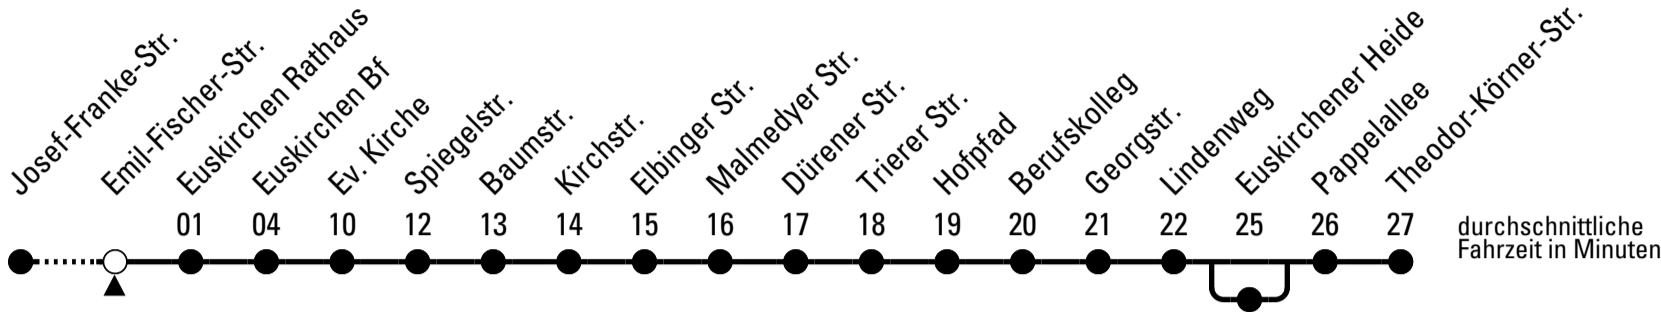 Josef-Franke-Str.
Emil-Fischer-Str.
Euskirchen Rathaus
Euskirchen Bf
Ev. Kirche
Spiegelstr.
Baumstr.
Kirchstr.
Elbinger Str.
Malmedyer Str.
Dürener Str.
Trierer Str.
Hofpfad
Berufskolleg
Georgstr.
Lindenweg
Euskirchener Heide
Pappelallee
Theodor-Körner-Str.
01 04 10 12 13 14 15 16 17 18 19 20 21 22 25 26 27
durchschnittliche
Fahrzeit in Minuten